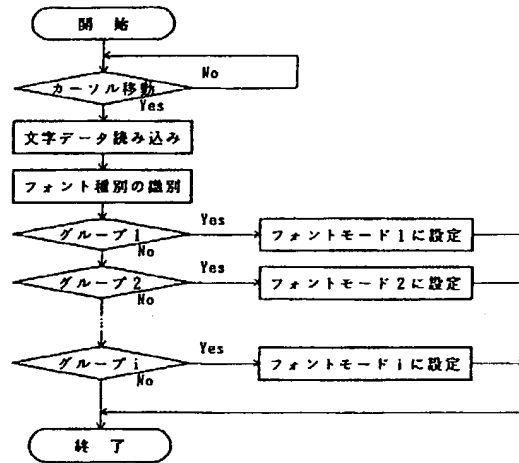 開始
No
カーソル移動
Yes
文字データ読み込み
フォント種別の識別
グループ1
Yes
フォントモード1に設定
No
グループ2
Yes
フォントモード2に設定
No
グループi
Yes
フォントモードiに設定
No
終了